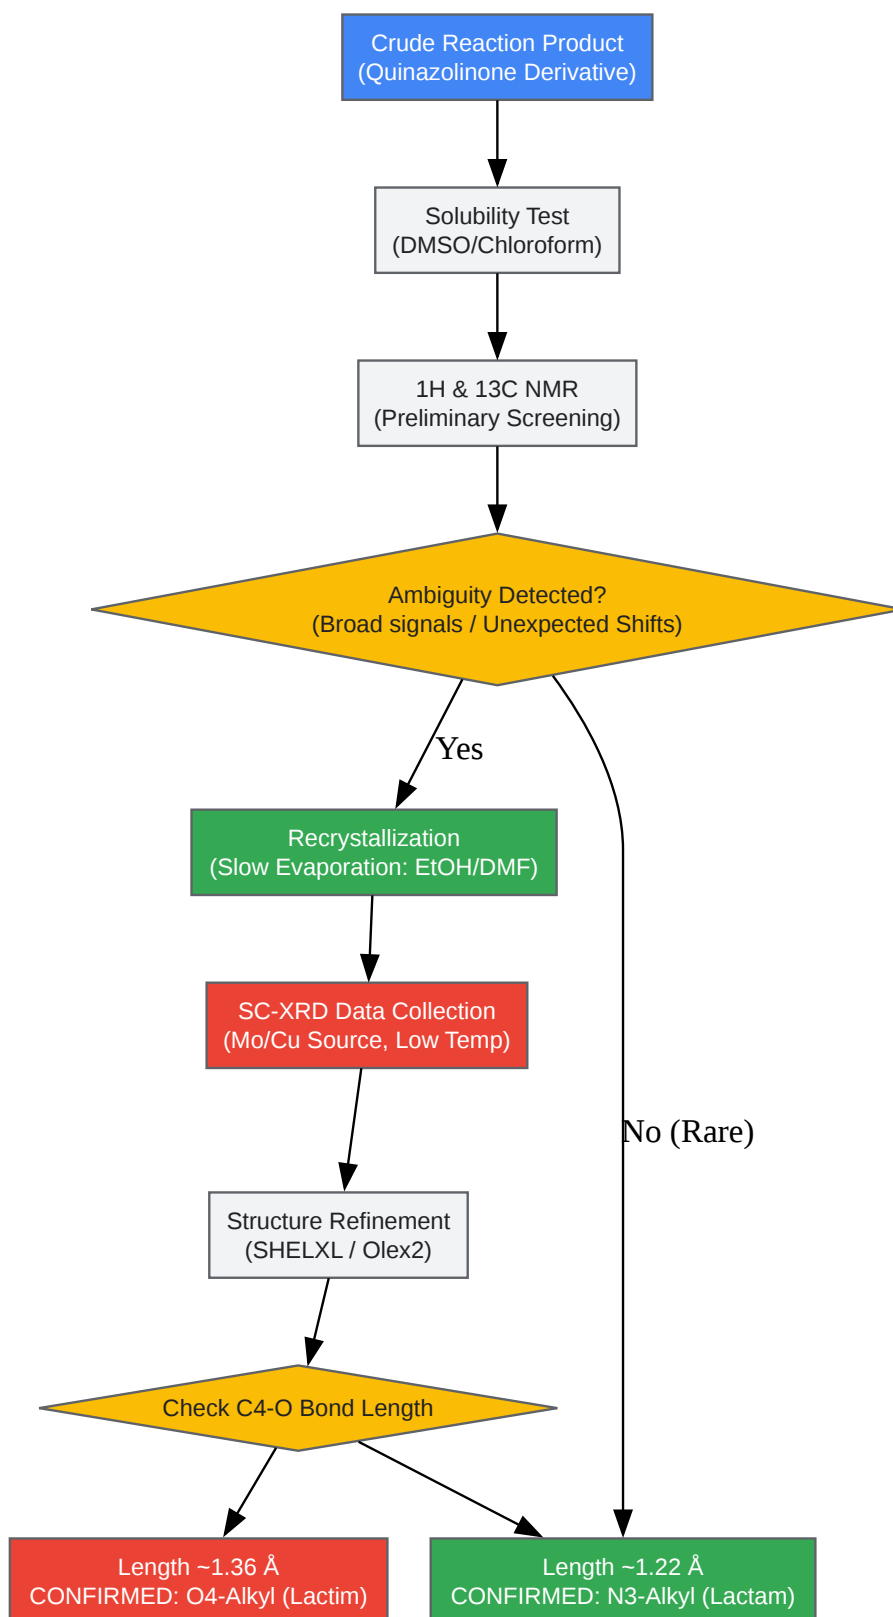 Crude Reaction Product
(Quinazolinone Derivative)
Solubility Test
(DMSO/Chloroform)
1H & 13C NMR
(Preliminary Screening)
Ambiguity Detected?
(Broad signals / Unexpected Shifts)
Yes
Recrystallization
(Slow Evaporation: EtOH/DMF)
SC-XRD Data Collection
(Mo/Cu Source, Low Temp)
No (Rare)
Structure Refinement
(SHELXL / Olex2)
Check C4-O Bond Length
Length ~1.36 Å
CONFIRMED: O4-Alkyl (Lactim)
Length ~1.22 Å
CONFIRMED: N3-Alkyl (Lactam)